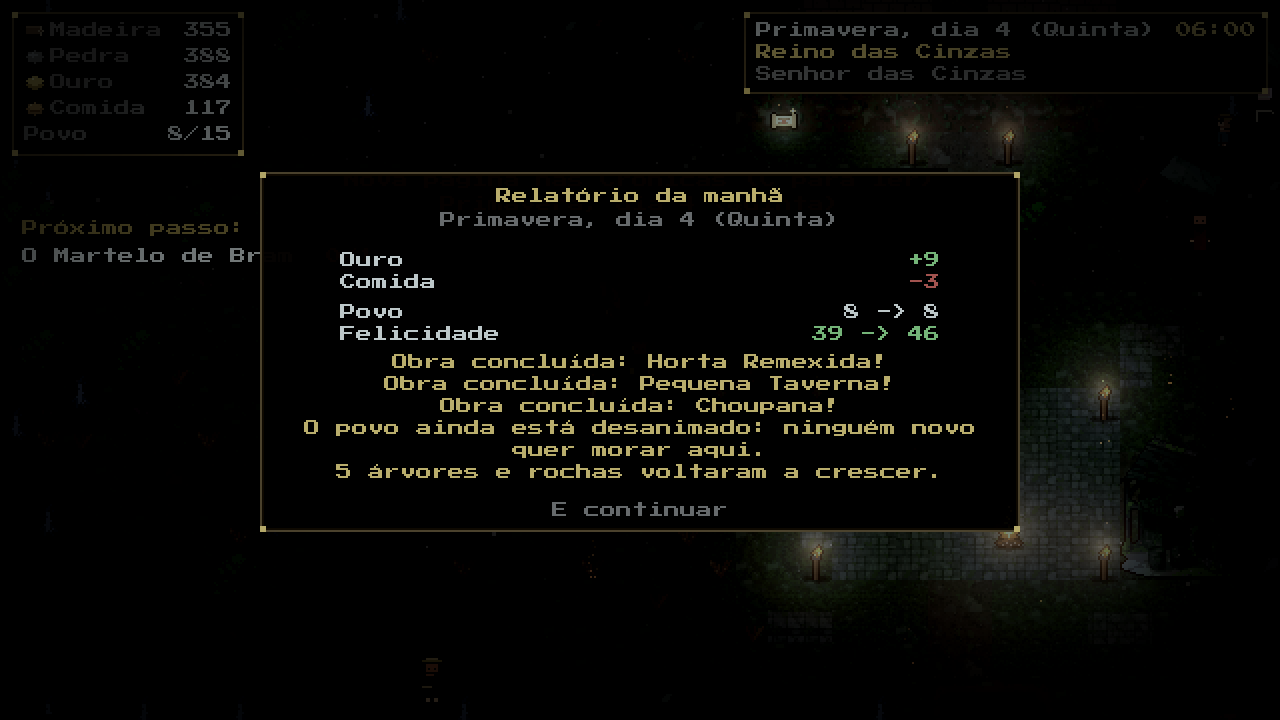 Madeira 355
Pedra 388
Ouro 384
Comida 117
Povo 8/15
Primavera, dia 4 (Quinta) 06:00
Reino das Cinzas
Senhor das Cinzas
Próximo passo:
O Martelo de Bram
Relatório da manhã
Primavera, dia 4 (Quinta)
Ouro +9
Comida -3
Povo 8 -> 8
Felicidade 39 -> 46
Obra concluída: Horta Remexida!
Obra concluída: Pequena Taverna!
Obra concluída: Choupana!
O povo ainda está desanimado: ninguém novo
quer morar aqui.
5 árvores e rochas voltaram a crescer.
E continuar